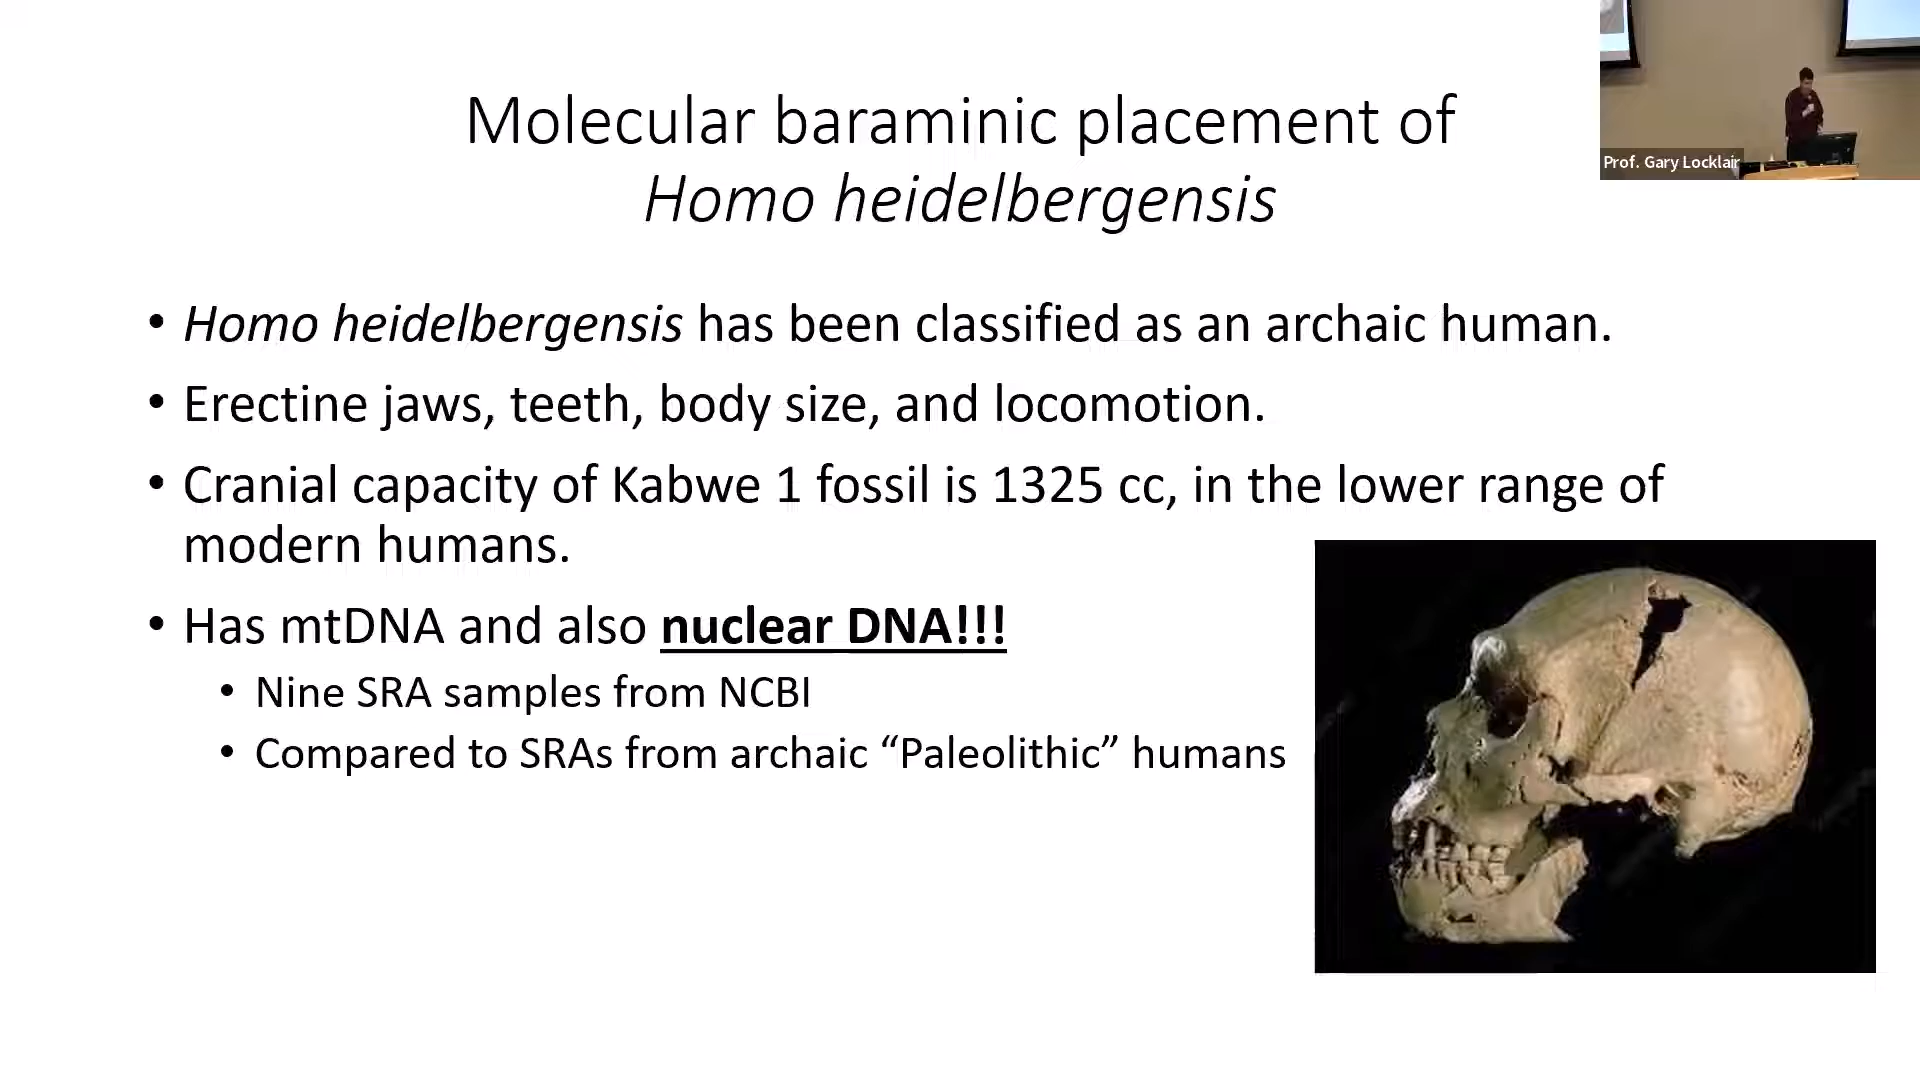 Molecular baraminic placement of
Homo heidelbergensis
Prof. Gary Locklair
• Homo heidelbergensis has been classified as an archaic human.
• Erectine jaws, teeth, body size, and locomotion.
• Cranial capacity of Kabwe 1 fossil is 1325 cc, in the lower range of
modern humans.
• Has mtDNA and also nuclear DNA!!!
• Nine SRA samples from NCBI
• Compared to SRAs from archaic “Paleolithic” humans